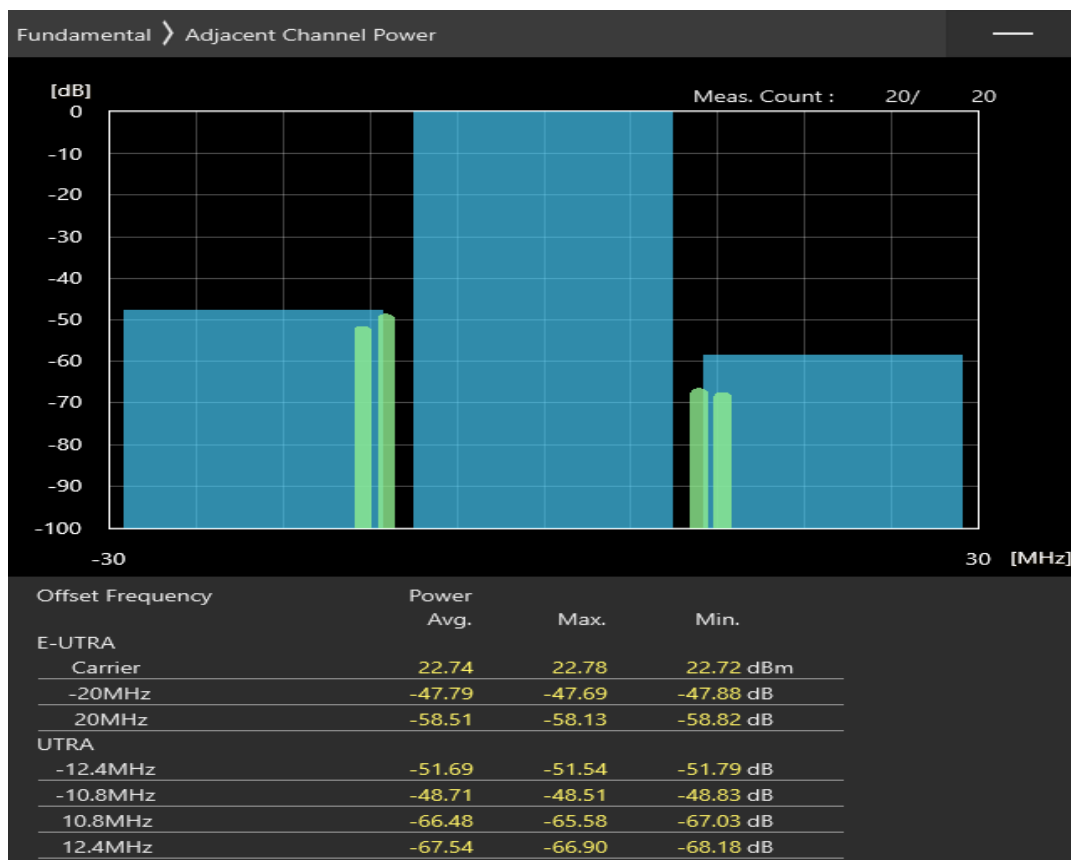 Fundamental ❯ Adjacent Channel Power
[dB]
Meas. Count : 20/ 20
0
-10
-20
-30
-40
-50
-60
-70
-80
-90
-100
-30 30 [MHz]
Offset Frequency Power
Avg. Max. Min.
E-UTRA
Carrier 22.74 22.78 22.72 dBm
-20MHz -47.79 -47.69 -47.88 dB
20MHz -58.51 -58.13 -58.82 dB
UTRA
-12.4MHz -51.69 -51.54 -51.79 dB
-10.8MHz -48.71 -48.51 -48.83 dB
10.8MHz -66.48 -65.58 -67.03 dB
12.4MHz -67.54 -66.90 -68.18 dB